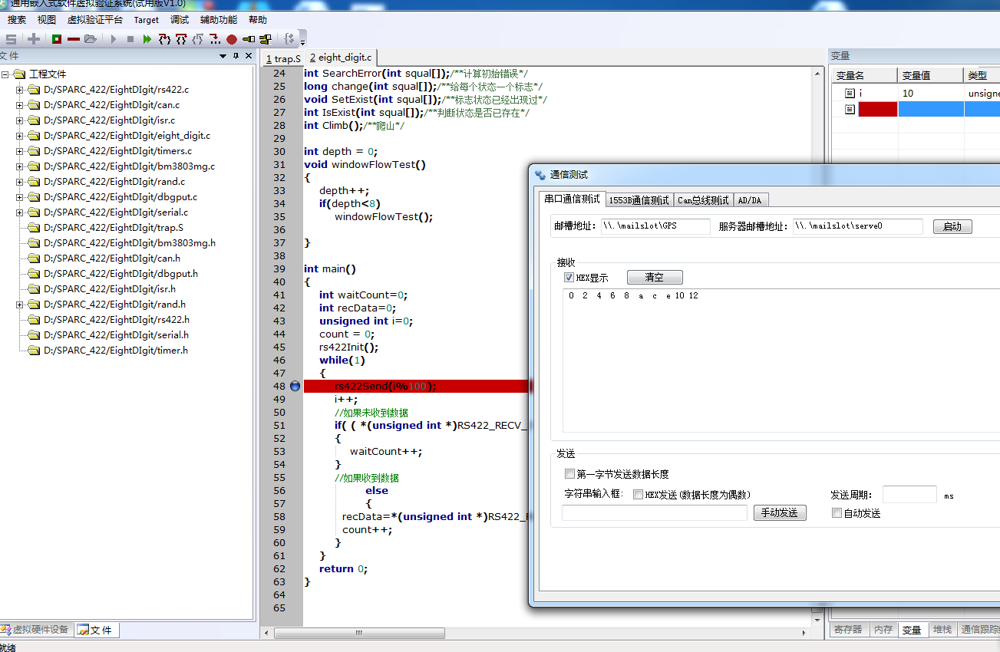 通用嵌入式软件虚拟验证系统(试用版V1.0)
搜索 视图 虚拟验证平台 Target 调试 辅助功能 帮助
文件
工程文件
D:/SPARC_422/EightDIgit/rs422.c
D:/SPARC_422/EightDIgit/can.c
D:/SPARC_422/EightDIgit/isr.c
D:/SPARC_422/EightDIgit/eight_digit.c
D:/SPARC_422/EightDIgit/timers.c
D:/SPARC_422/EightDIgit/bm3803mg.c
D:/SPARC_422/EightDIgit/rand.c
D:/SPARC_422/EightDIgit/dbgput.c
D:/SPARC_422/EightDIgit/serial.c
D:/SPARC_422/EightDIgit/trap.S
D:/SPARC_422/EightDIgit/bm3803mg.h
D:/SPARC_422/EightDIgit/can.h
D:/SPARC_422/EightDIgit/dbgput.h
D:/SPARC_422/EightDIgit/isr.h
D:/SPARC_422/EightDIgit/rand.h
D:/SPARC_422/EightDIgit/rs422.h
D:/SPARC_422/EightDIgit/serial.h
D:/SPARC_422/EightDIgit/timer.h
虚拟硬件设备 文件
就绪
1 trap.S 2 eight_digit.c
24 int SearchError(int squal[]);/**计算初始错误*/
25 long change(int squal[]);/**给每个状态一个标志*/
26 void SetExist(int squal[]);/**标志状态已经出现过*/
27 int IsExist(int squal[]);/**判断状态是否已存在*/
28 int Climb();/**爬山*/
29
30 int depth = 0;
31 void windowFlowTest()
32 {
33 depth++;
34 if(depth<8)
35 windowFlowTest();
36
37 }
38
39 int main()
40 {
41 int waitCount=0;
42 int recData=0;
43 unsigned int i=0;
44 count = 0;
45 rs422Init();
46 while(1)
47 {
48 rs422Send(i%100);
49 i++;
50 //如果未收到数据
51 if( ( *(unsigned int *)RS422_RECV_
52 {
53 waitCount++;
54 }
55 //如果收到数据
56 else
57 {
58 recData=*(unsigned int *)RS422_
59 count++;
60 }
61 }
62 return 0;
63 }
64
65
变量
变量名 变量值 类型
i 10 unsigne
通信测试
串口通信测试 1553B通信测试 Can总线测试 AD/DA
邮槽地址: \\.\mailslot\GPS 服务器邮槽地址: \\.\mailslot\serve0 启动
接收
HEX显示 清空
0 2 4 6 8 a c e 10 12
发送
第一字节发送数据长度
字符串输入框: HEX发送(数据长度为偶数) 发送周期: ms
手动发送 自动发送
寄存器 内存 变量 堆栈 通信跟踪